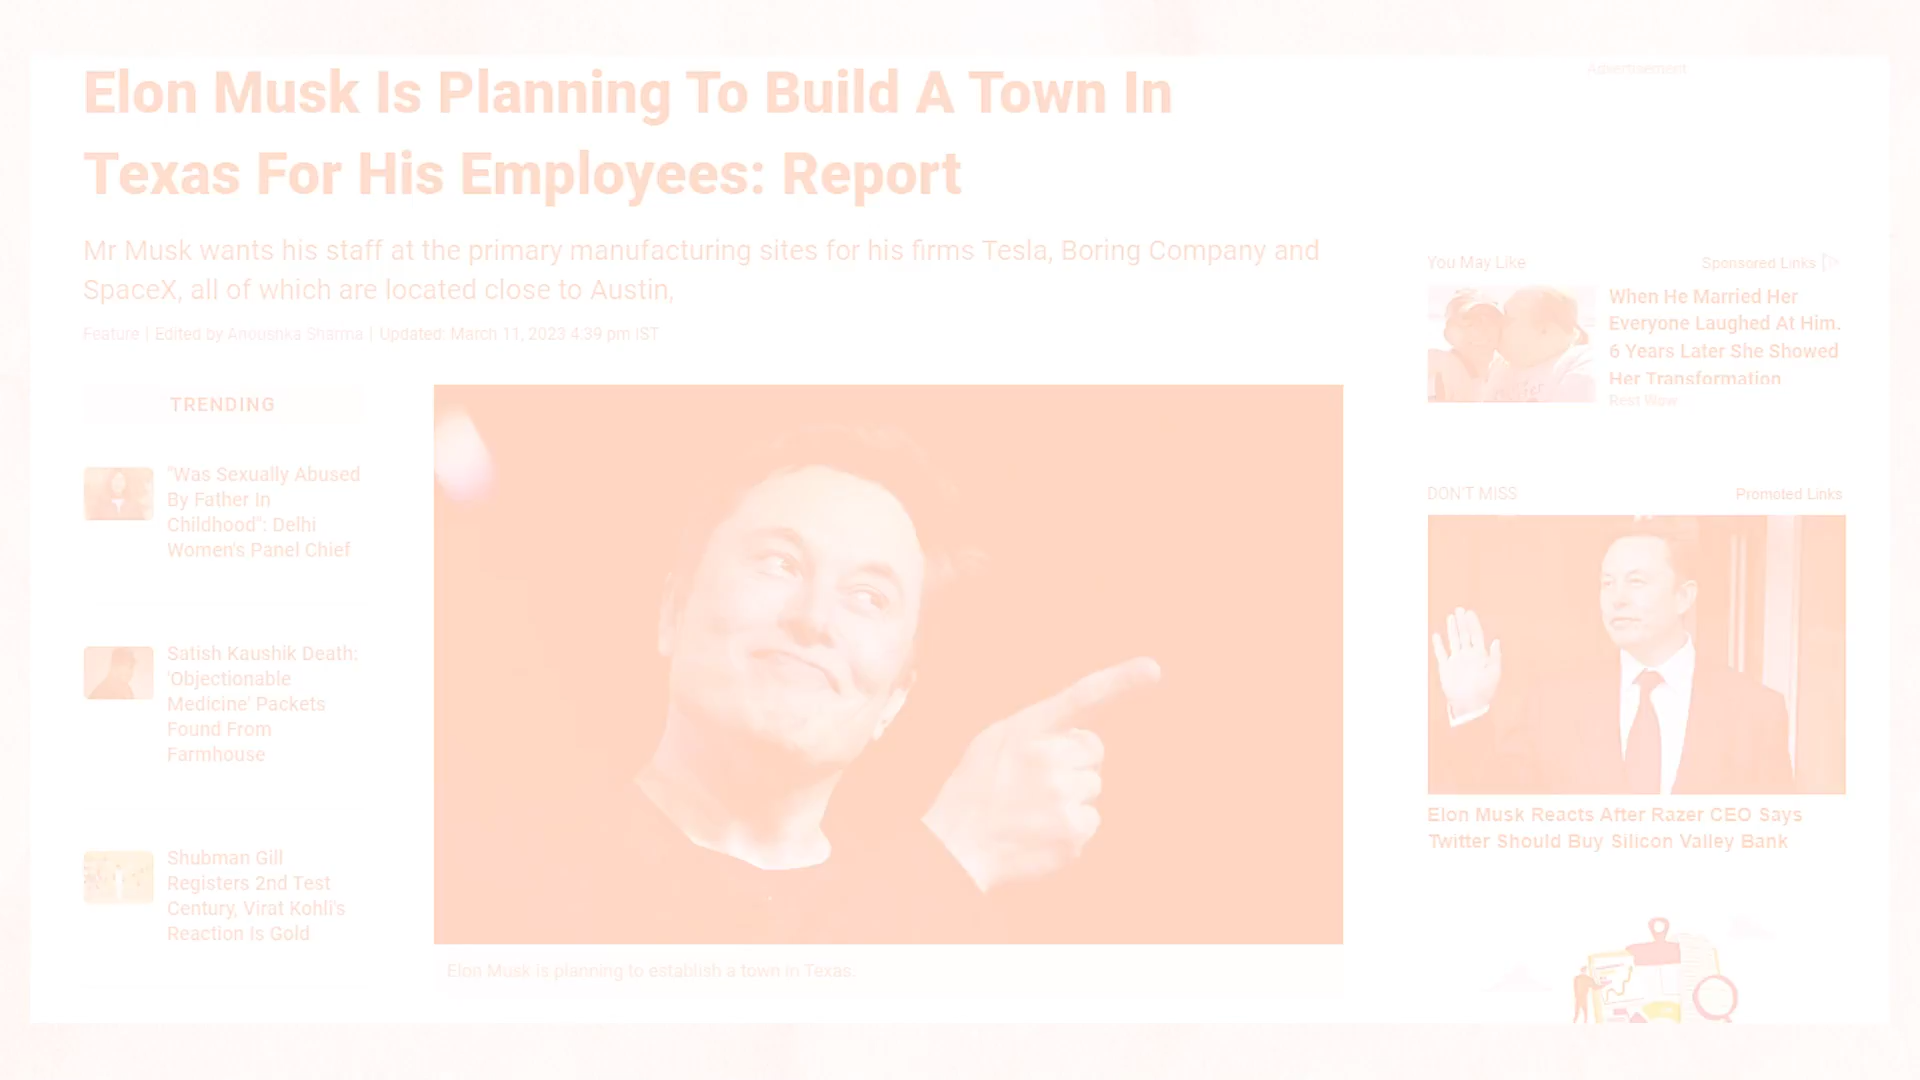 Advertisement
Elon Musk Is Planning To Build A Town In
Texas For His Employees: Report
Mr Musk wants his staff at the primary manufacturing sites for his firms Tesla, Boring Company and
SpaceX, all of which are located close to Austin,
Feature | Edited by Anoushka Sharma | Updated: March 11, 2023 4:39 pm IST
TRENDING
"Was Sexually Abused
By Father In
Childhood": Delhi
Women's Panel Chief
Satish Kaushik Death:
'Objectionable
Medicine' Packets
Found From
Farmhouse
Shubman Gill
Registers 2nd Test
Century, Virat Kohli's
Reaction Is Gold
Elon Musk is planning to establish a town in Texas.
You May Like
Sponsored Links
When He Married Her
Everyone Laughed At Him.
6 Years Later She Showed
Her Transformation
Rest Wow
DON'T MISS
Promoted Links
Elon Musk Reacts After Razer CEO Says
Twitter Should Buy Silicon Valley Bank